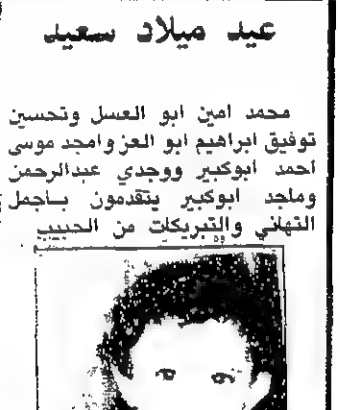 عيد ميلاد سعيد
محمد امين ابو العسل وتحسين
توفيق ابراهيم ابو العز وامجد موسى
احمد ابوكبير ووجدي عبدالرحمن
وماجد ابوكبير يتقدمون باجمل
التهاني والتبريكات من الحبيب